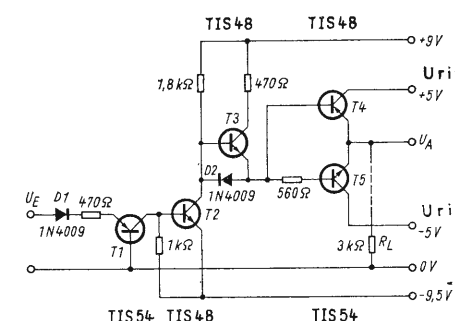 TIS48 TIS48
+9V
1,8kΩ 470Ω
Uri
T4 +5V
T3
D2 U_A
1N4009 560Ω T5
U_E D1 470Ω
1N4009 T2
Uri
-5V
T1 1kΩ 3kΩ R_L
0V
-9,5V
TIS54 TIS48 TIS54